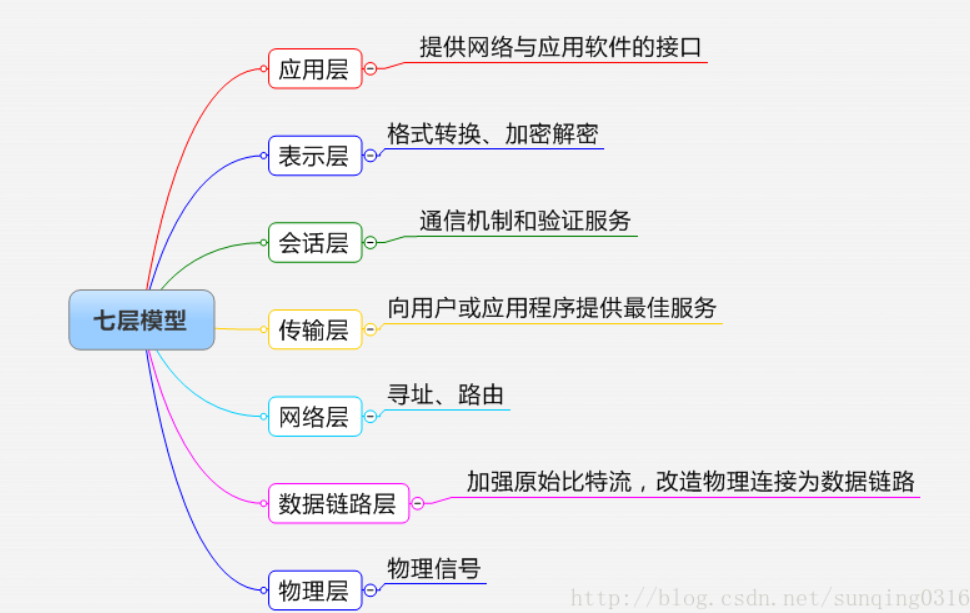 应用层
提供网络与应用软件的接口
表示层
格式转换、加密解密
会话层
通信机制和验证服务
七层模型
传输层
向用户或应用程序提供最佳服务
网络层
寻址、路由
数据链路层
加强原始比特流，改造物理连接为数据链路
物理层
物理信号
http://blog.csdn.net/sunqing0316